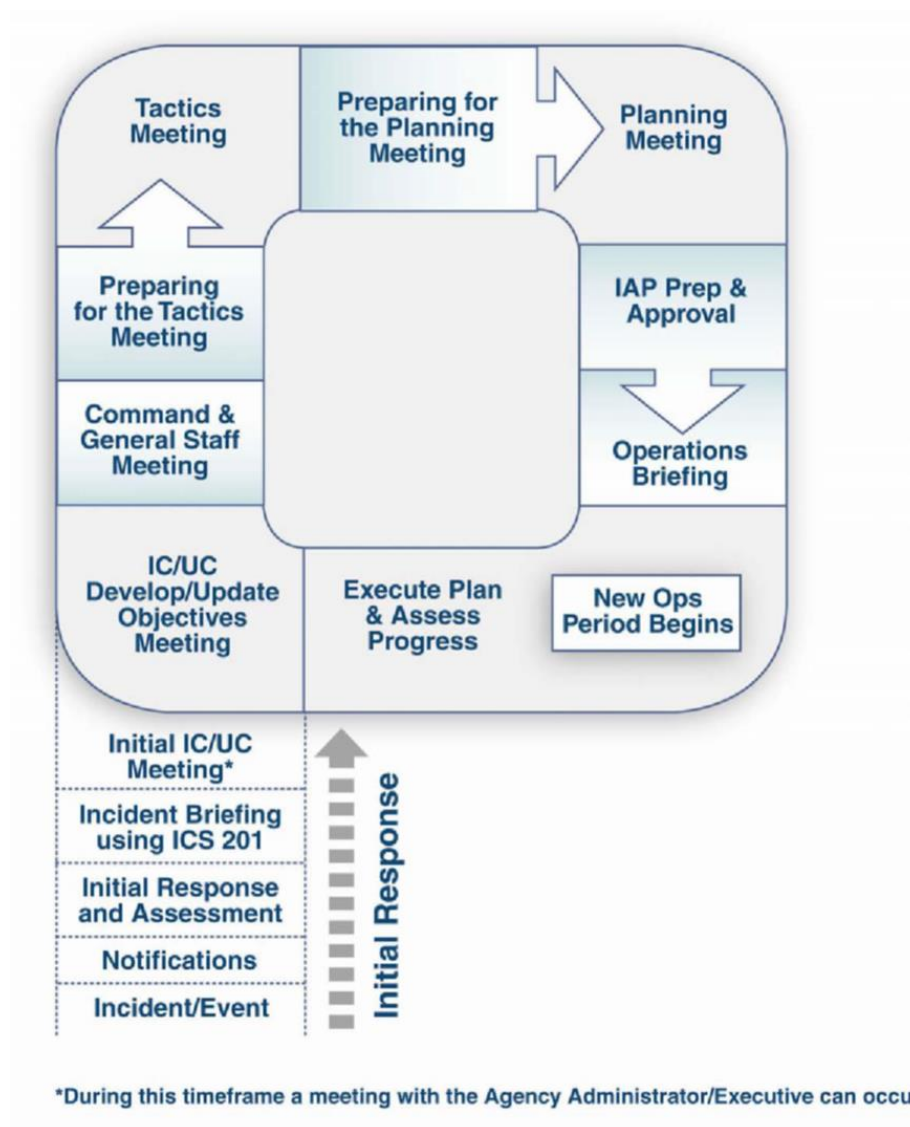 Tactics
Meeting
Preparing for
the Planning
Meeting
Planning
Meeting
Preparing
for the Tactics
Meeting
IAP Prep &
Approval
Command &
General Staff
Meeting
Operations
Briefing
IC/UC
Develop/Update
Objectives
Meeting
Execute Plan
& Assess
Progress
New Ops
Period Begins
Initial IC/UC
Meeting*
Incident Briefing
using ICS 201
Initial Response
and Assessment
Notifications
Incident/Event
Initial Response
*During this timeframe a meeting with the Agency Administrator/Executive can occu